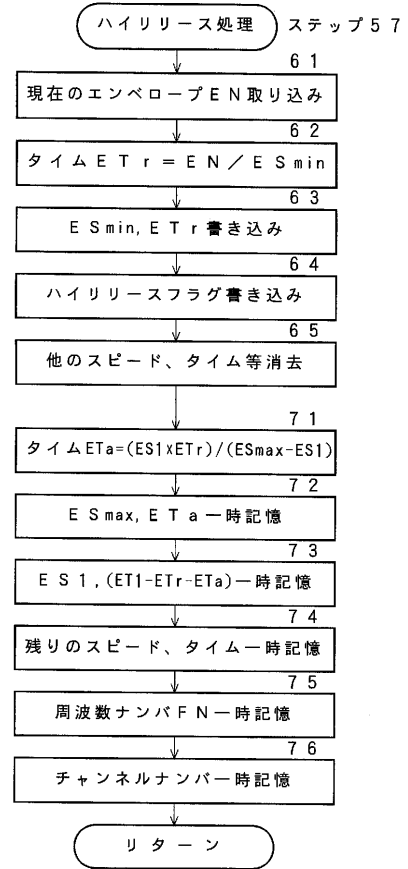 ハイリリース処理 ステップ57
61
現在のエンベロープEN取り込み
62
タイムETr=EN/ESmin
63
ESmin,ETr書き込み
64
ハイリリースフラグ書き込み
65
他のスピード、タイム等消去
71
タイムETa=(ES1xETr)/(ESmax-ES1)
72
ESmax,ETa一時記憶
73
ES1,(ET1-ETr-ETa)一時記憶
74
残りのスピード、タイム一時記憶
75
周波数ナンバFN一時記憶
76
チャンネルナンバ一時記憶
リターン